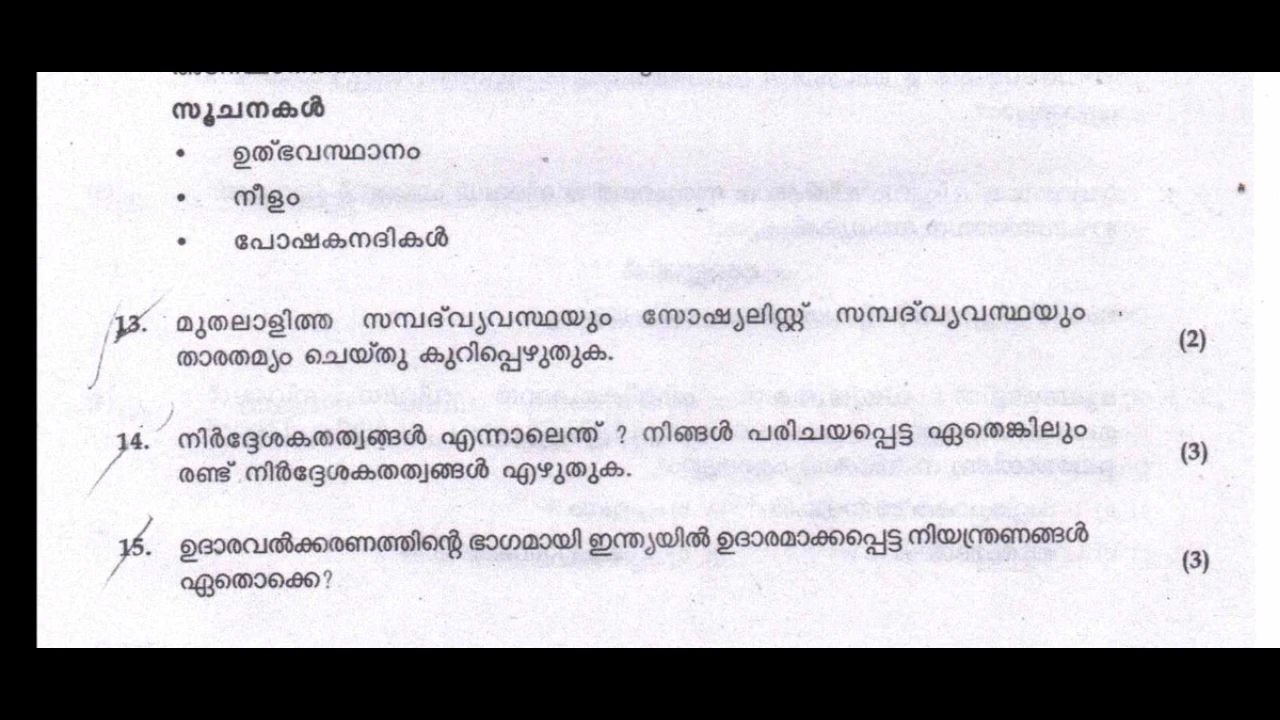 സൂചനകൾ
• ഉത്ഭവസ്ഥാനം
• നീളം
• പോഷകനദികൾ
13. മുതലാളിത്ത സമ്പദ്‌വ്യവസ്ഥയും സോഷ്യലിസ്റ്റ് സമ്പദ്‌വ്യവസ്ഥയും
താരതമ്യം ചെയ്തു കുറിപ്പെഴുതുക. (2)
14. നിർദ്ദേശകതത്വങ്ങൾ എന്നാലെന്ത് ? നിങ്ങൾ പരിചയപ്പെട്ട ഏതെങ്കിലും
രണ്ട് നിർദ്ദേശകതത്വങ്ങൾ എഴുതുക. (3)
15. ഉദാരവൽക്കരണത്തിന്റെ ഭാഗമായി ഇന്ത്യയിൽ ഉദാരമാക്കപ്പെട്ട നിയന്ത്രണങ്ങൾ
ഏതൊക്കെ? (3)